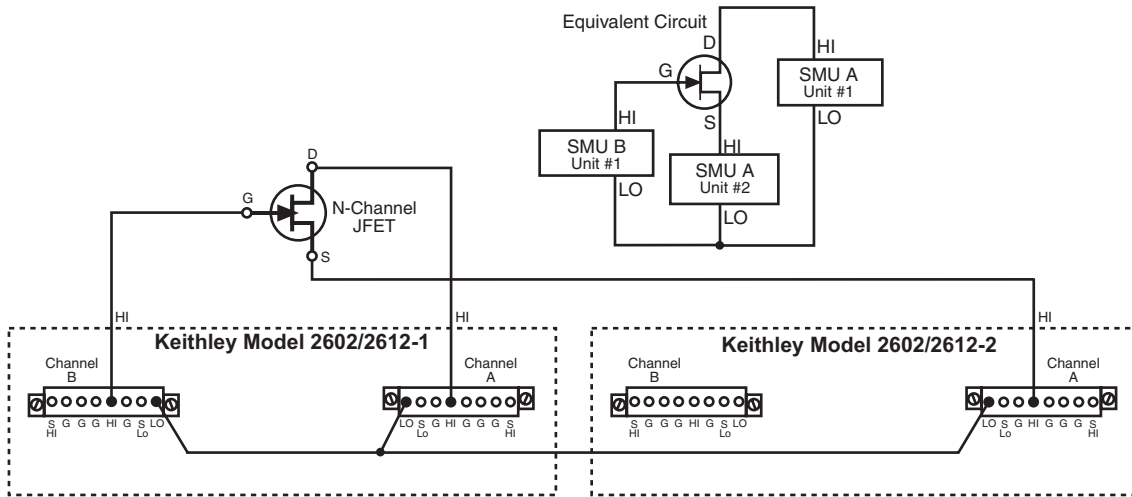 Equivalent Circuit
D
G
S
HI
SMU A
Unit #1
LO
HI
SMU B
Unit #1
LO
HI
SMU A
Unit #2
LO
D
G
N-Channel
JFET
S
HI
HI
HI
Keithley Model 2602/2612-1
Channel
B
S
HI G G G HI G S
Lo LO
Channel
A
LO S
Lo G HI G G G S
HI
Keithley Model 2602/2612-2
Channel
B
S
HI G G G HI G S
Lo LO
Channel
A
LO S
Lo G HI G G G S
HI